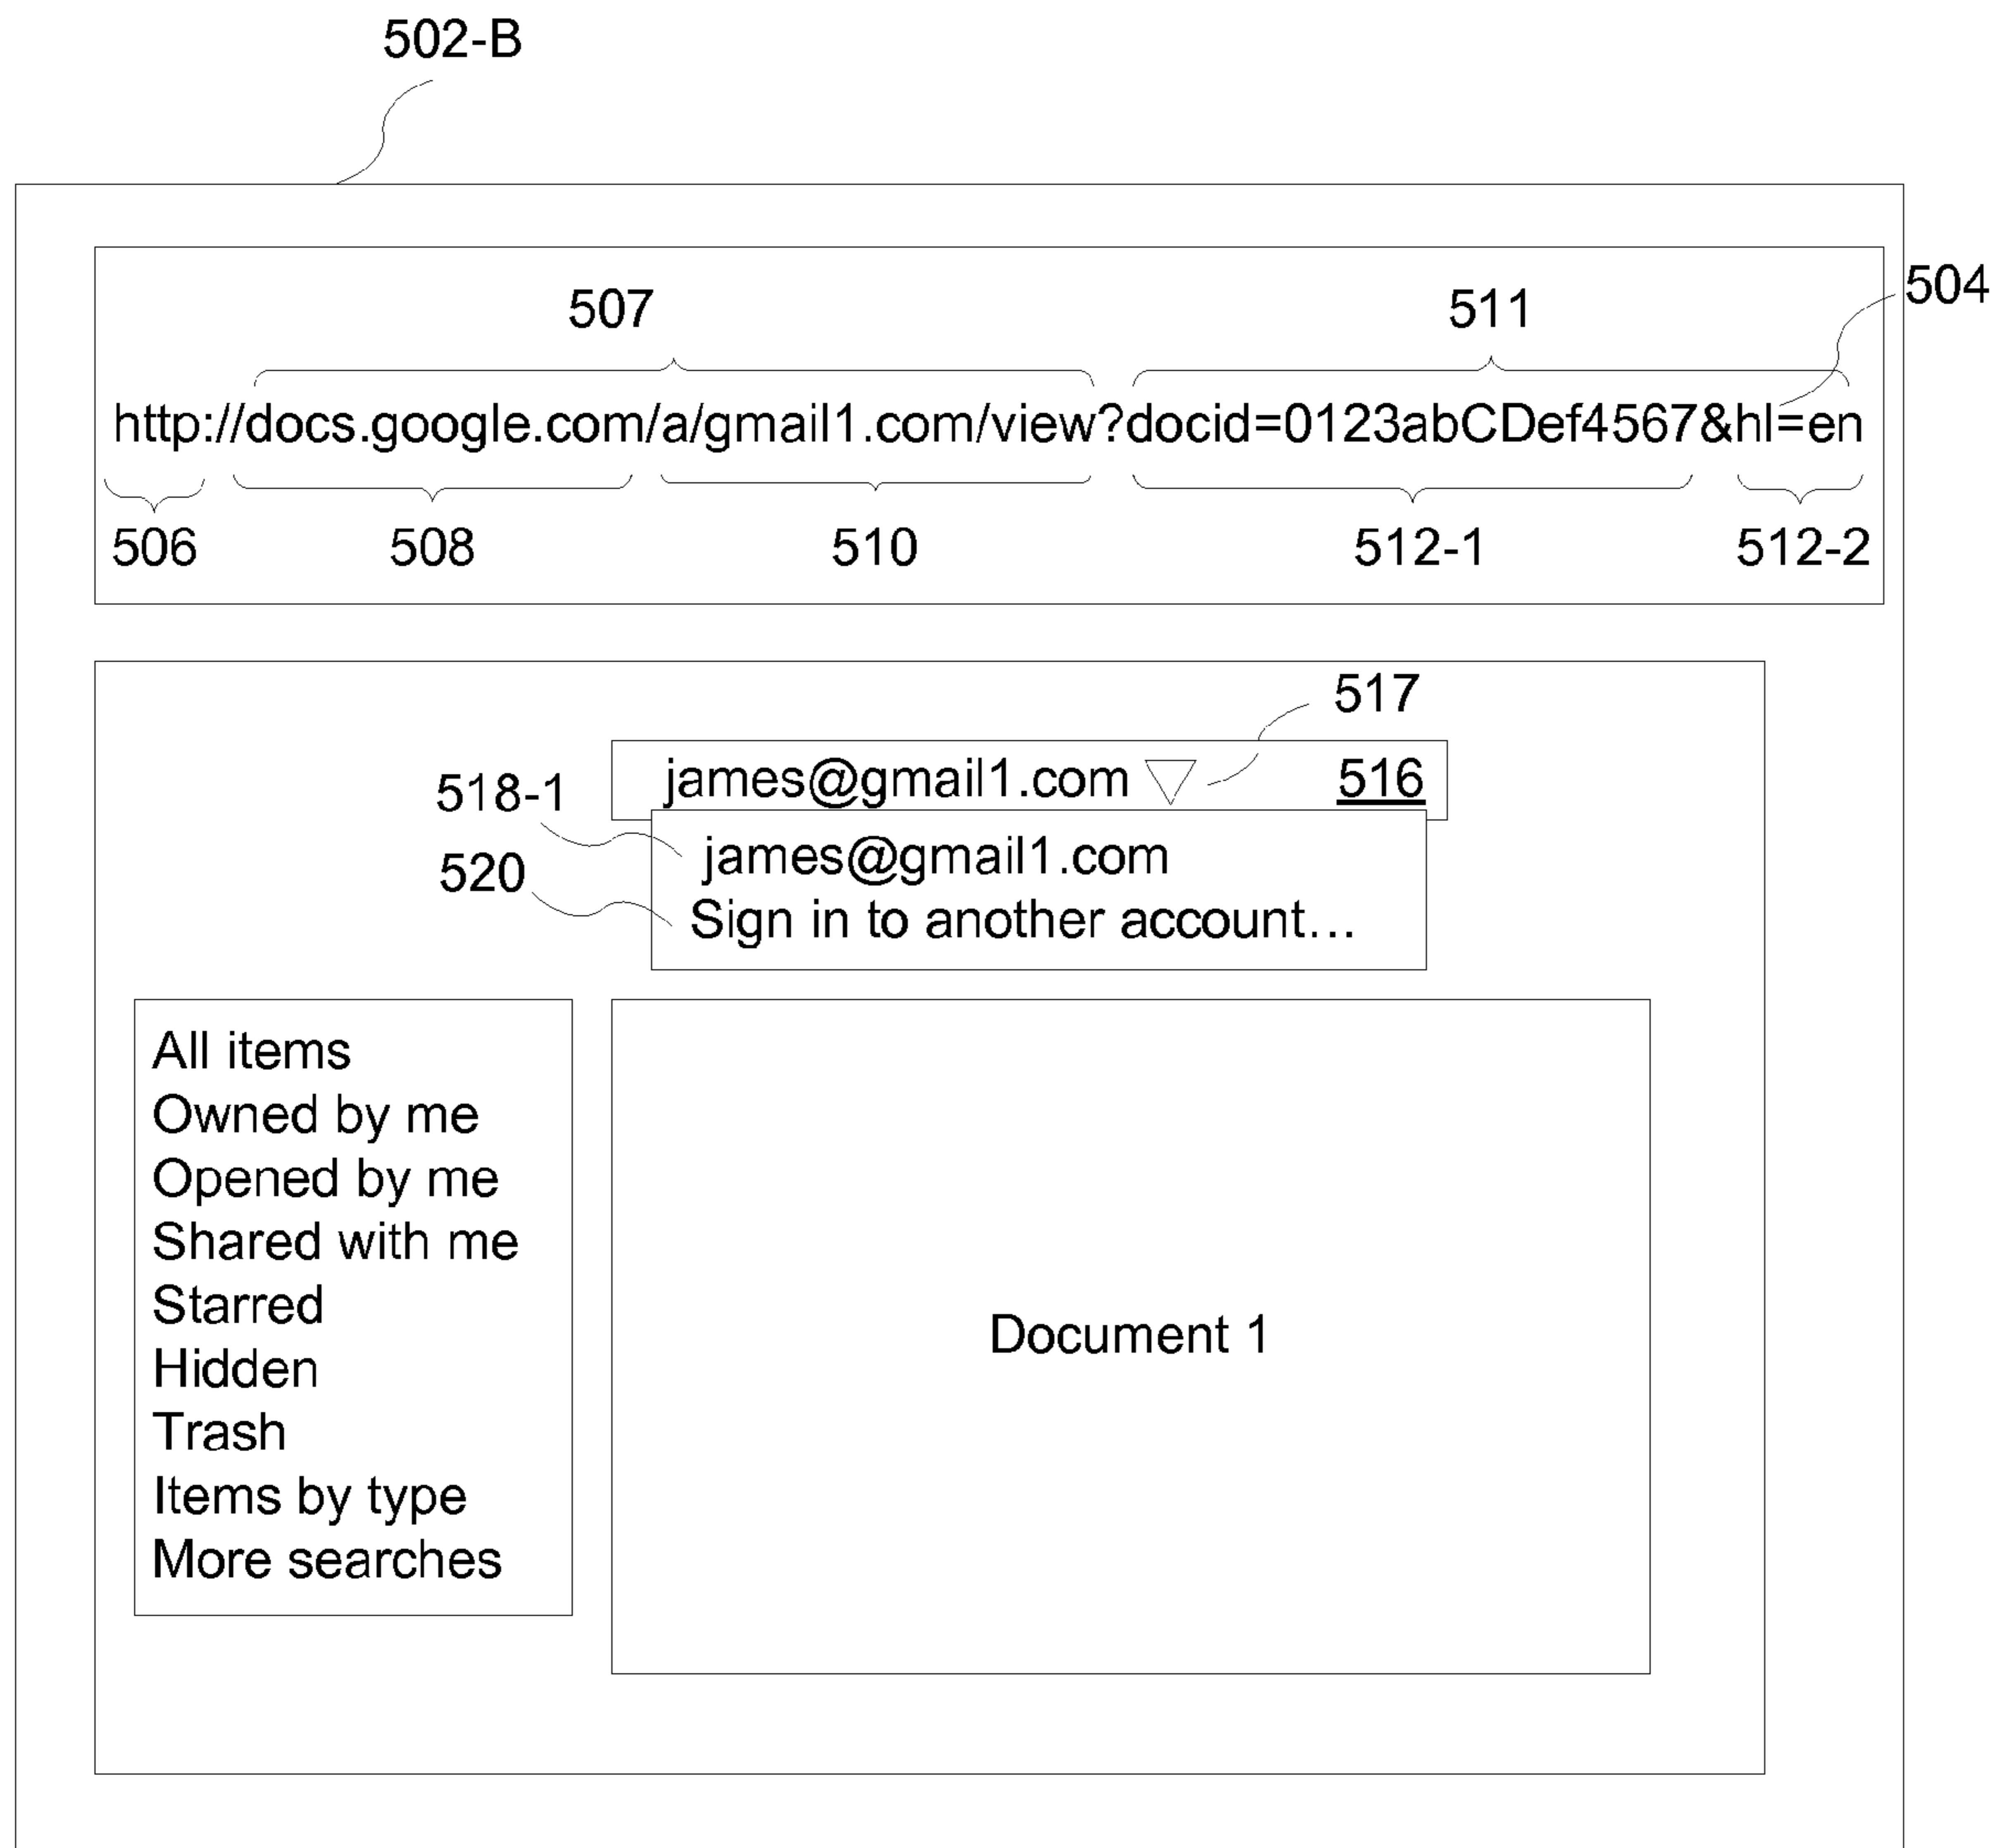 502-B
504
507 511
http://docs.google.com/a/gmail1.com/view?docid=0123abCDef4567&hl=en
506 508 510 512-1 512-2
517
james@gmail1.com 516
518-1
james@gmail1.com
520
Sign in to another account...
All items
Owned by me
Opened by me
Shared with me
Starred
Hidden
Trash
Items by type
More searches
Document 1